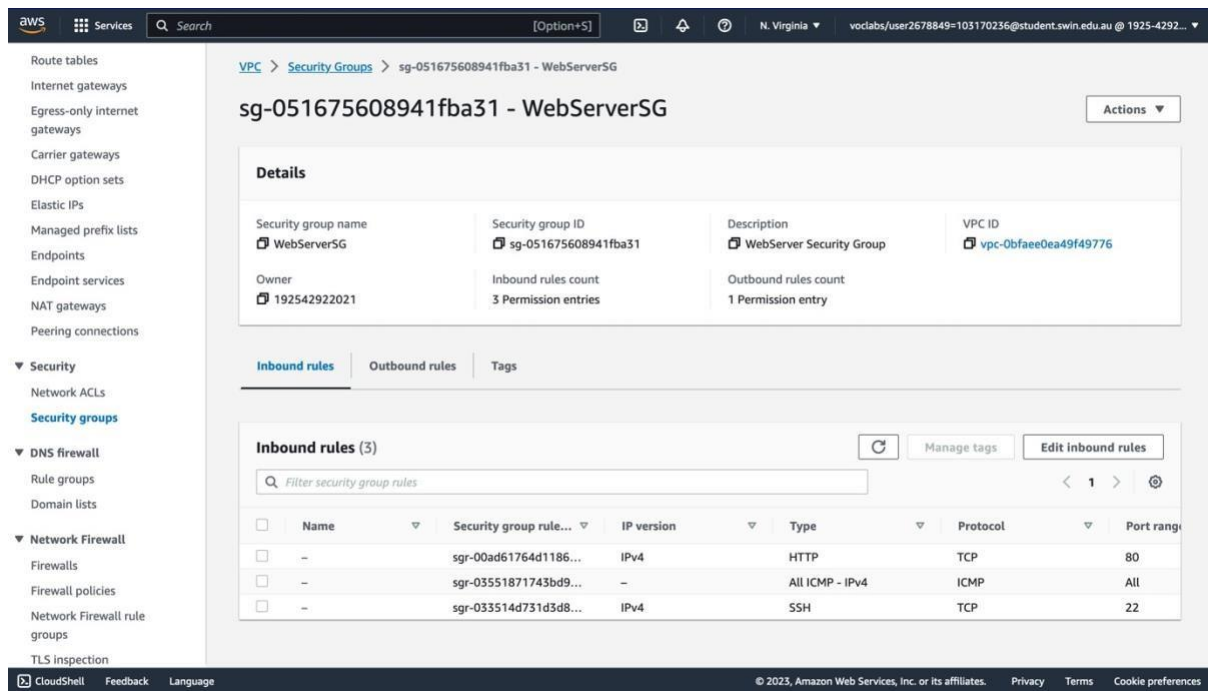 aws Services Search [Option+S] N. Virginia ▼ voclabs/user2678849=103170236@student.swin.edu.au @ 1925-4292... ▼
Route tables
Internet gateways
Egress-only internet
gateways
Carrier gateways
DHCP option sets
Elastic IPs
Managed prefix lists
Endpoints
Endpoint services
NAT gateways
Peering connections
▼ Security
Network ACLs
Security groups
▼ DNS firewall
Rule groups
Domain lists
▼ Network Firewall
Firewalls
Firewall policies
Network Firewall rule
groups
TLS inspection
VPC > Security Groups > sg-051675608941fba31 - WebServerSG
sg-051675608941fba31 - WebServerSG
Actions ▼
Details
Security group name Security group ID Description VPC ID
WebServerSG sg-051675608941fba31 WebServer Security Group vpc-0bfaee0ea49f49776
Owner Inbound rules count Outbound rules count
192542922021 3 Permission entries 1 Permission entry
Inbound rules Outbound rules Tags
Inbound rules (3) Manage tags Edit inbound rules
Filter security group rules < 1 >
Name Security group rule... IP version Type Protocol Port range
– sgr-00ad61764d1186... IPv4 HTTP TCP 80
– sgr-03551871743bd9... – All ICMP - IPv4 ICMP All
– sgr-033514d731d3d8... IPv4 SSH TCP 22
CloudShell Feedback Language © 2023, Amazon Web Services, Inc. or its affiliates. Privacy Terms Cookie preferences